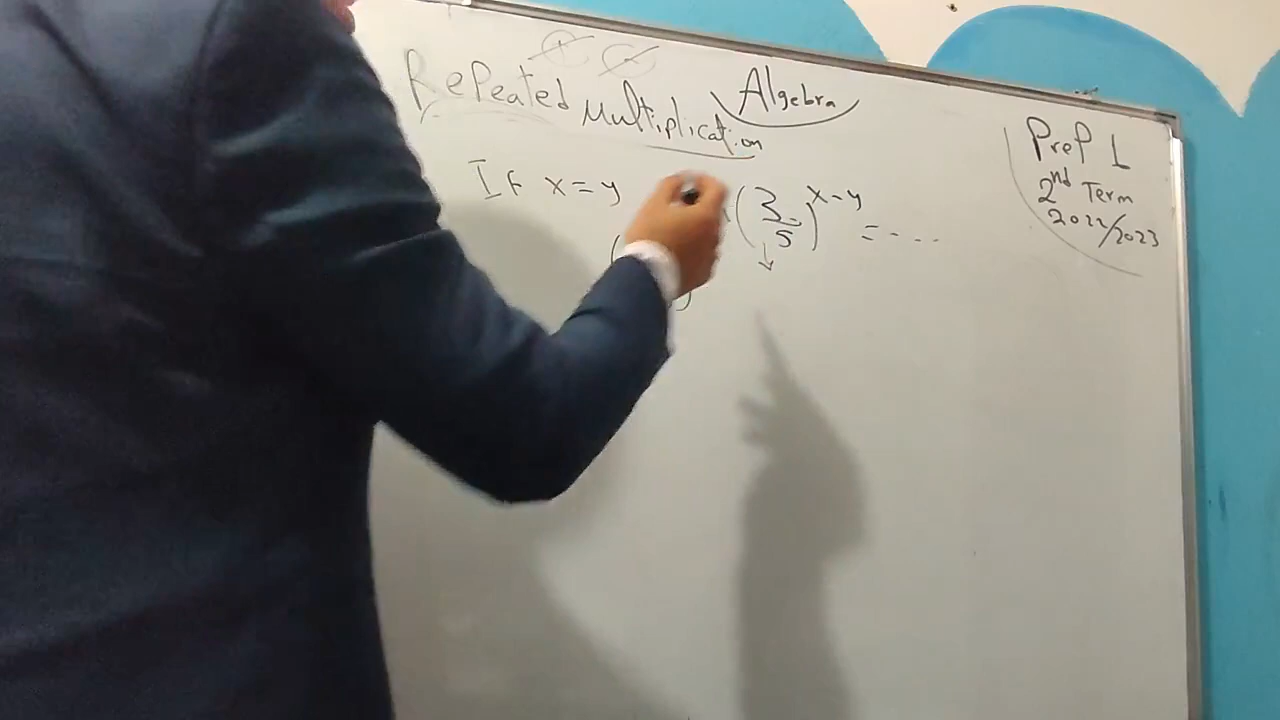 Repeated Multiplication
Algebra
Prep 1
2nd Term
2022/2023
If x=y
(3/5)^x-y = ....